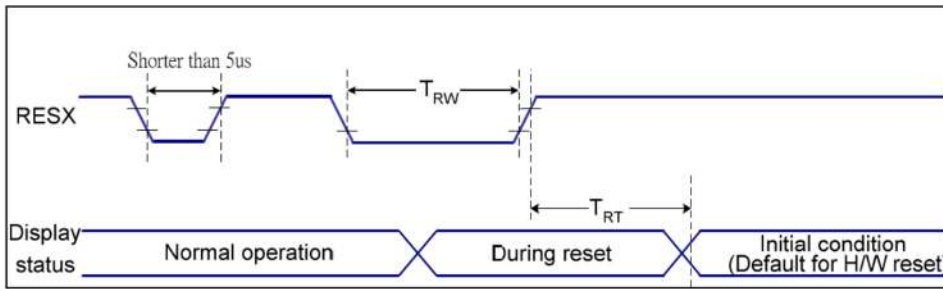 Shorter than 5us
RESX
TRW
TRT
Display
status
Normal operation
During reset
Initial condition
(Default for H/W reset)